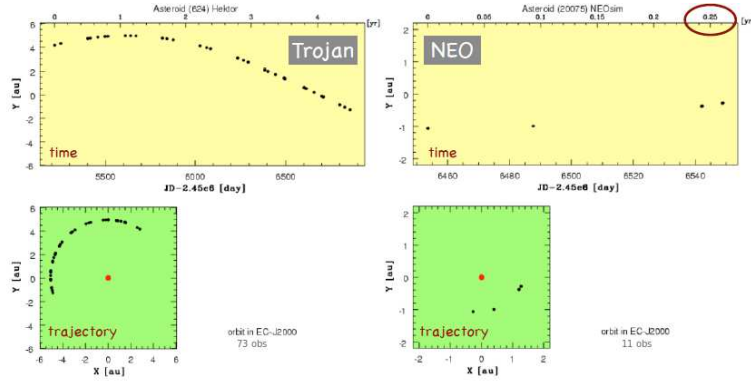 Asteroid (624) Hektor
0 1 2 3 4 [yr]
Trojan
6
4
2
0
-2
-4
-6
Y [au]
time
5500 6000 6500
JD-2.45e6 [day]
Asteroid (20075) NEOsim
0 0.05 0.1 0.15 0.2 0.25 [yr]
NEO
2
1
0
-1
-2
Y [au]
time
6460 6480 6500 6520 6540
JD-2.45e6 [day]
6
4
2
0
-2
-4
-6
Y [au]
trajectory
-6 -4 -2 0 2 4 6
X [au]
orbit in EC-J2000
73 obs
2
1
0
-1
-2
Y [au]
trajectory
-2 -1 0 1 2
X [au]
orbit in EC-J2000
11 obs